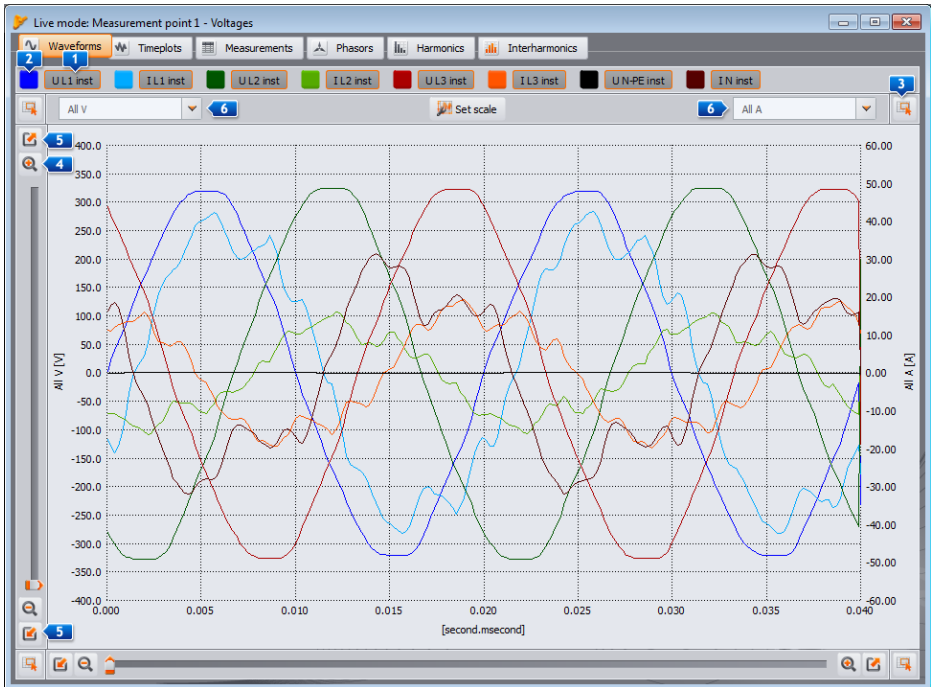 Live mode: Measurement point 1 - Voltages
Waveforms Timeplots Measurements Phasors Harmonics Interharmonics
2 1
U L1 inst I L1 inst U L2 inst I L2 inst U L3 inst I L3 inst U N-PE inst I N inst
3
All V 6 Set scale 6 All A
5
4
400.0 60.00
350.0
300.0 50.00
250.0 40.00
200.0 30.00
150.0 20.00
100.0
50.0 10.00
0.0 0.00
-50.0 -10.00
-100.0 -20.00
-150.0
-200.0 -30.00
-250.0 -40.00
-300.0 -50.00
-350.0
-400.0 -60.00
All V [V]
All A [A]
0.000 0.005 0.010 0.015 0.020 0.025 0.030 0.035 0.040
5
[second.msecond]